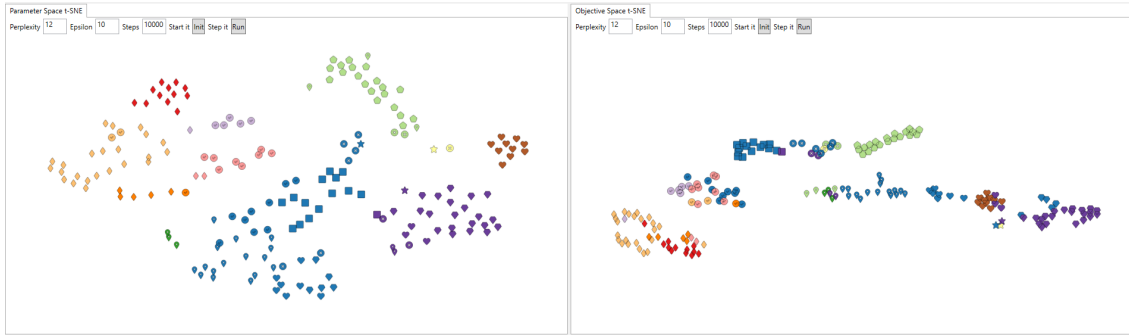 Parameter Space t-SNE
Perplexity 12 Epsilon 10 Steps 10000 Start it Init Step it Run
Objective Space t-SNE
Perplexity 12 Epsilon 10 Steps 10000 Start it Init Step it Run